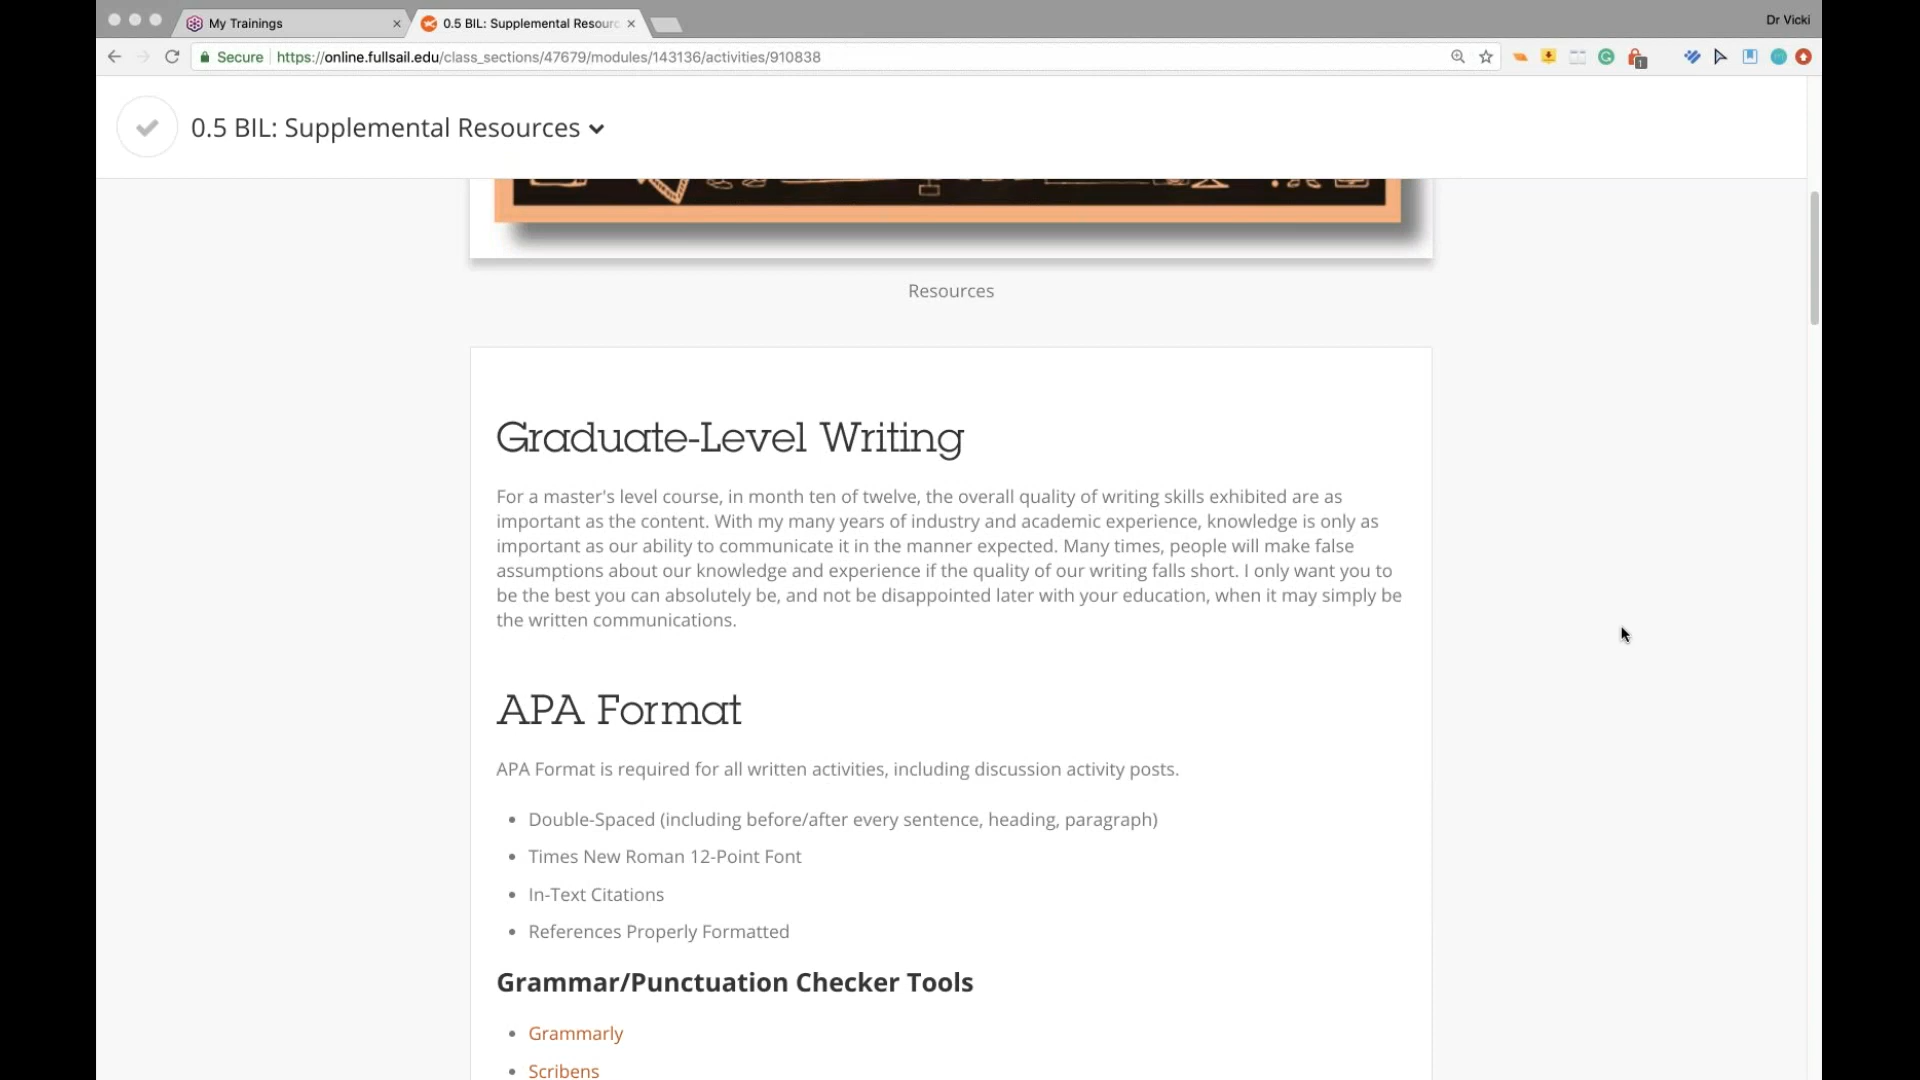 My Trainings
0.5 BIL: Supplemental Resourc
Dr Vicki
Secure
https://online.fullsail.edu/class_sections/47679/modules/143136/activities/910838
1
0.5 BIL: Supplemental Resources
Resources
Graduate-Level Writing
For a master's level course, in month ten of twelve, the overall quality of writing skills exhibited are as
important as the content. With my many years of industry and academic experience, knowledge is only as
important as our ability to communicate it in the manner expected. Many times, people will make false
assumptions about our knowledge and experience if the quality of our writing falls short. I only want you to
be the best you can absolutely be, and not be disappointed later with your education, when it may simply be
the written communications.
APA Format
APA Format is required for all written activities, including discussion activity posts.
• Double-Spaced (including before/after every sentence, heading, paragraph)
• Times New Roman 12-Point Font
• In-Text Citations
• References Properly Formatted
Grammar/Punctuation Checker Tools
• Grammarly
• Scribens